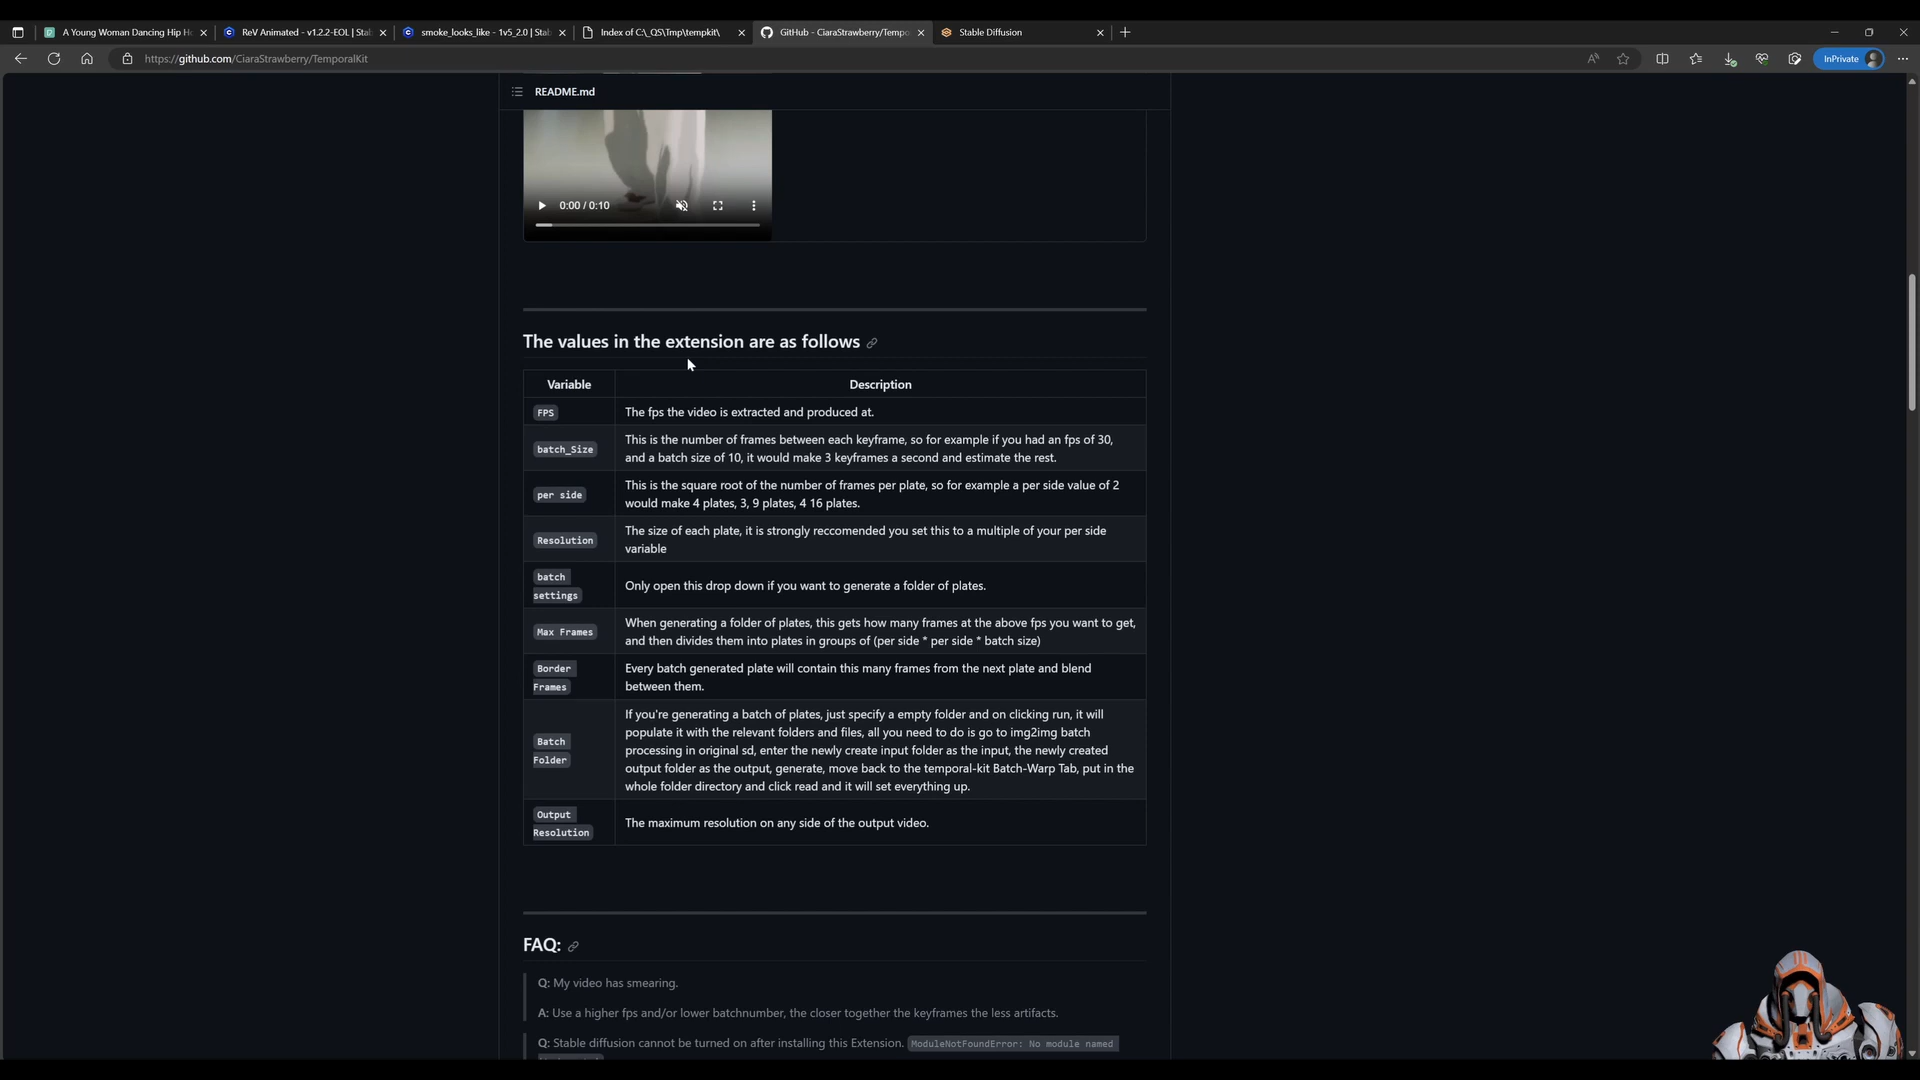 A Young Woman Dancing Hip H
ReV Animated - v1.2.2-EOL | Stab
smoke_looks_like - 1v5_2.0 | Stab
Index of C:\_QS\Tmp\tempkit\
GitHub - CiaraStrawberry/Tempo
Stable Diffusion
https://github.com/CiaraStrawberry/TemporalKit
InPrivate
README.md
0:00 / 0:10
The values in the extension are as follows
Variable
Description
FPS
The fps the video is extracted and produced at.
batch_Size
This is the number of frames between each keyframe, so for example if you had an fps of 30,
and a batch size of 10, it would make 3 keyframes a second and estimate the rest.
per side
This is the square root of the number of frames per plate, so for example a per side value of 2
would make 4 plates, 3, 9 plates, 4 16 plates.
Resolution
The size of each plate, it is strongly reccomended you set this to a multiple of your per side
variable
batch
settings
Only open this drop down if you want to generate a folder of plates.
Max Frames
When generating a folder of plates, this gets how many frames at the above fps you want to get,
and then divides them into plates in groups of (per side * per side * batch size)
Border
Frames
Every batch generated plate will contain this many frames from the next plate and blend
between them.
Batch
Folder
If you're generating a batch of plates, just specify a empty folder and on clicking run, it will
populate it with the relevant folders and files, all you need to do is go to img2img batch
processing in original sd, enter the newly create input folder as the input, the newly created
output folder as the output, generate, move back to the temporal-kit Batch-Warp Tab, put in the
whole folder directory and click read and it will set everything up.
Output
Resolution
The maximum resolution on any side of the output video.
FAQ:
Q: My video has smearing.
A: Use a higher fps and/or lower batchnumber, the closer together the keyframes the less artifacts.
Q: Stable diffusion cannot be turned on after installing this Extension. ModuleNotFoundError: No module named